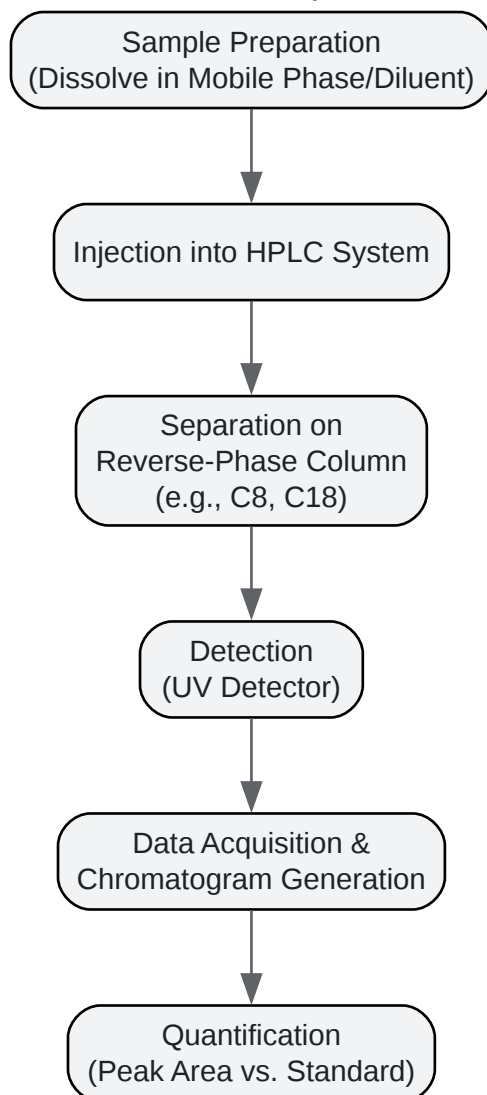 Sample Preparation
(Dissolve in Mobile Phase/Diluent)
Injection into HPLC System
Separation on
Reverse-Phase Column
(e.g., C8, C18)
Detection
(UV Detector)
Data Acquisition &
Chromatogram Generation
Quantification
(Peak Area vs. Standard)